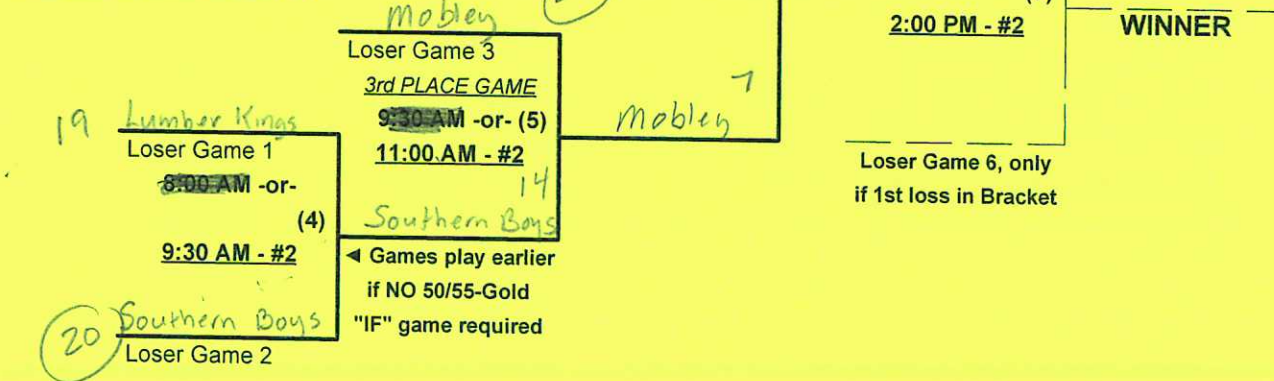 Mobley
Loser Game 3
3rd PLACE GAME
9:30 AM -or- (5)
11:00 AM - #2
14
Southern Boys
19 Lumber Kings
Loser Game 1
8:00 AM -or-
(4)
9:30 AM - #2
20 Southern Boys
Loser Game 2
◄ Games play earlier
if NO 50/55-Gold
"IF" game required
7
Mobley
2:00 PM - #2
WINNER
Loser Game 6, only
if 1st loss in Bracket